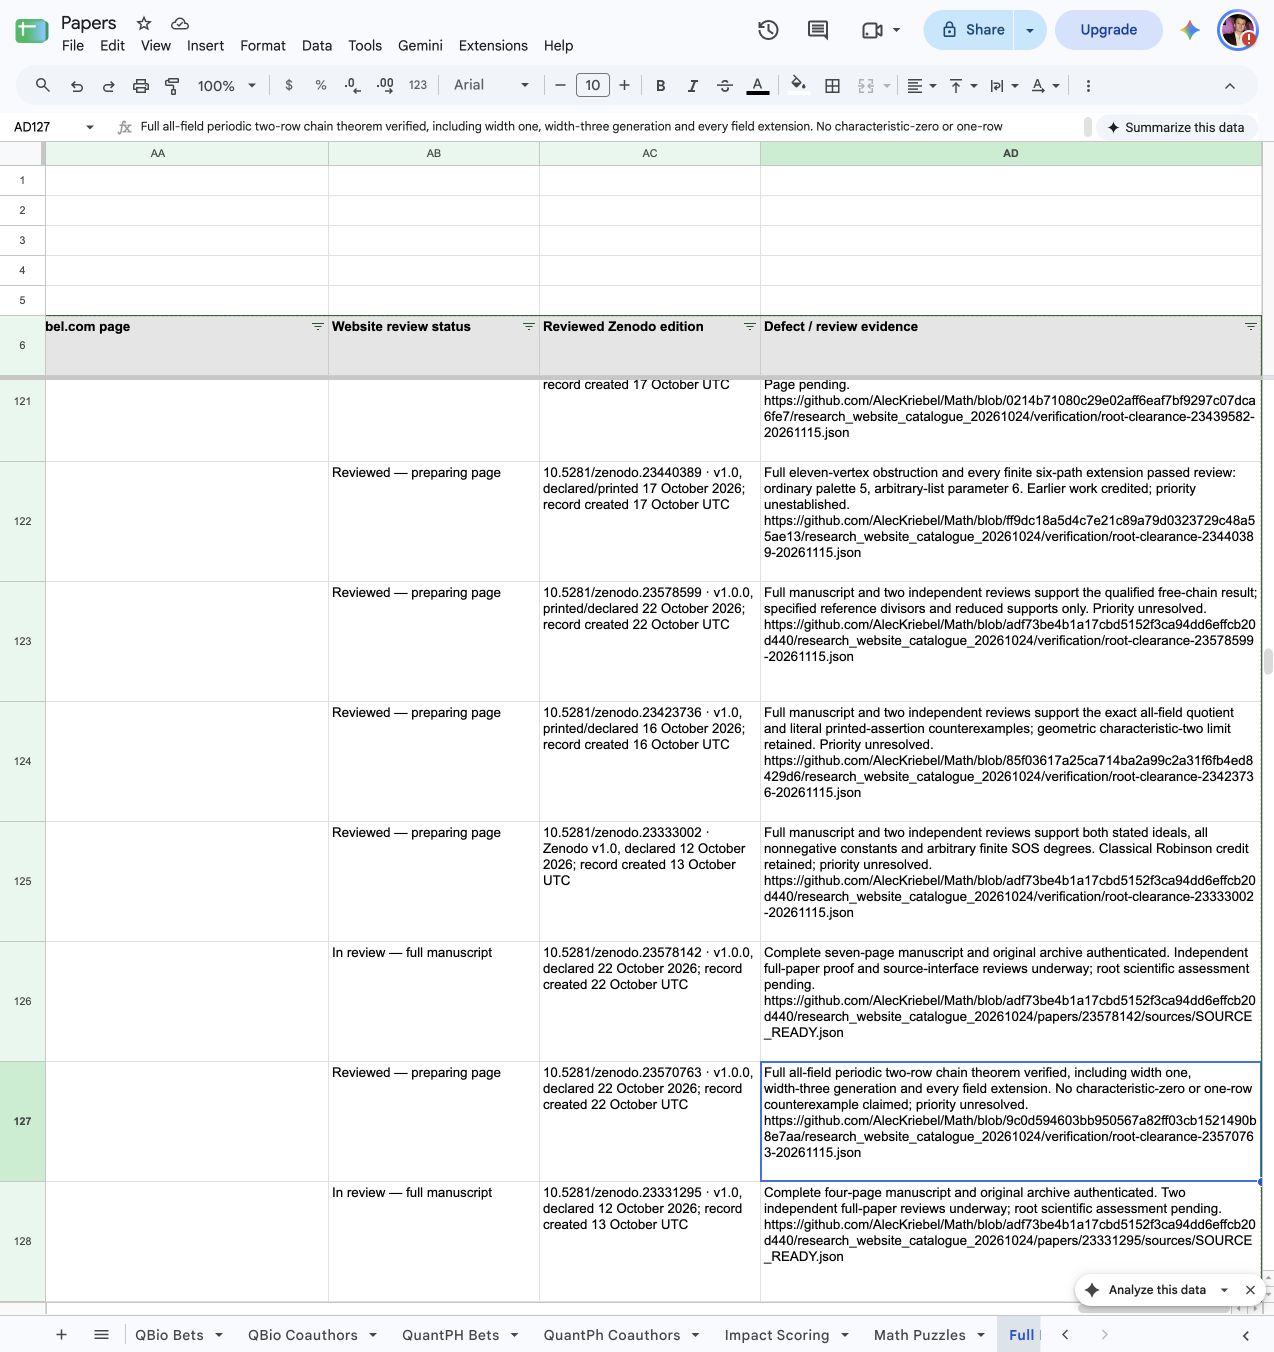 Papers
File Edit View Insert Format Data Tools Gemini Extensions Help
Share
Upgrade
100% $ % .0 .00 123 Arial 10 B I A
AD127
fx Full all-field periodic two-row chain theorem verified, including width one, width-three generation and every field extension. No characteristic-zero or one-row
Summarize this data
AA AB AC AD
1
2
3
4
5
6
bel.com page
Website review status
Reviewed Zenodo edition
Defect / review evidence
121
record created 17 October UTC
Page pending.
https://github.com/AlecKriebel/Math/blob/0214b71080c29e02aff6eaf7bf9297c07dca
6fe7/research_website_catalogue_20261024/verification/root-clearance-23439582-
20261115.json
122
Reviewed — preparing page
10.5281/zenodo.23440389 · v1.0,
declared/printed 17 October 2026;
record created 17 October UTC
Full eleven-vertex obstruction and every finite six-path extension passed review:
ordinary palette 5, arbitrary-list parameter 6. Earlier work credited; priority
unestablished.
https://github.com/AlecKriebel/Math/blob/ff9dc18a5d4c7e21c89a79d0323729c48a5
5ae13/research_website_catalogue_20261024/verification/root-clearance-2344038
9-20261115.json
123
Reviewed — preparing page
10.5281/zenodo.23578599 · v1.0.0,
printed/declared 22 October 2026;
record created 22 October UTC
Full manuscript and two independent reviews support the qualified free-chain result;
specified reference divisors and reduced supports only. Priority unresolved.
https://github.com/AlecKriebel/Math/blob/adf73be4b1a17cbd5152f3ca94dd6effcb20
d440/research_website_catalogue_20261024/verification/root-clearance-23578599
-20261115.json
124
Reviewed — preparing page
10.5281/zenodo.23423736 · v1.0,
printed/declared 16 October 2026;
record created 16 October UTC
Full manuscript and two independent reviews support the exact all-field quotient
and literal printed-assertion counterexamples; geometric characteristic-two limit
retained. Priority unresolved.
https://github.com/AlecKriebel/Math/blob/85f03617a25ca714ba2a99c2a31f6fb4ed8
429d6/research_website_catalogue_20261024/verification/root-clearance-2342373
6-20261115.json
125
Reviewed — preparing page
10.5281/zenodo.23333002 ·
Zenodo v1.0, declared 12 October
2026; record created 13 October
UTC
Full manuscript and two independent reviews support both stated ideals, all
nonnegative constants and arbitrary finite SOS degrees. Classical Robinson credit
retained; priority unresolved.
https://github.com/AlecKriebel/Math/blob/adf73be4b1a17cbd5152f3ca94dd6effcb20
d440/research_website_catalogue_20261024/verification/root-clearance-23333002
-20261115.json
126
In review — full manuscript
10.5281/zenodo.23578142 · v1.0.0,
declared 22 October 2026; record
created 22 October UTC
Complete seven-page manuscript and original archive authenticated. Independent
full-paper proof and source-interface reviews underway; root scientific assessment
pending.
https://github.com/AlecKriebel/Math/blob/adf73be4b1a17cbd5152f3ca94dd6effcb20
d440/research_website_catalogue_20261024/papers/23578142/sources/SOURCE
_READY.json
127
Reviewed — preparing page
10.5281/zenodo.23570763 · v1.0.0,
declared 22 October 2026; record
created 22 October UTC
Full all-field periodic two-row chain theorem verified, including width one,
width-three generation and every field extension. No characteristic-zero or one-row
counterexample claimed; priority unresolved.
https://github.com/AlecKriebel/Math/blob/9c0d594603bb950567a82ff03cb1521490b
8e7aa/research_website_catalogue_20261024/verification/root-clearance-2357076
3-20261115.json
128
In review — full manuscript
10.5281/zenodo.23331295 · v1.0,
declared 12 October 2026; record
created 13 October UTC
Complete four-page manuscript and original archive authenticated. Two
independent full-paper reviews underway; root scientific assessment pending.
https://github.com/AlecKriebel/Math/blob/adf73be4b1a17cbd5152f3ca94dd6effcb20
d440/research_website_catalogue_20261024/papers/23331295/sources/SOURCE
_READY.json
Analyze this data
QBio Bets QBio Coauthors QuantPH Bets QuantPh Coauthors Impact Scoring Math Puzzles Full